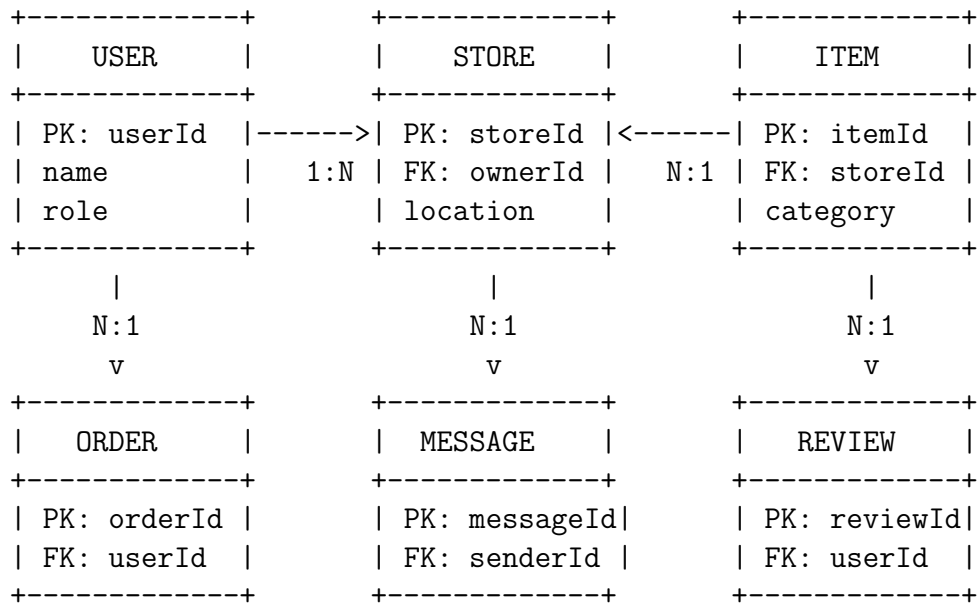 +-------------+       +-------------+       +-------------+
|    USER     |       |    STORE    |       |    ITEM     |
+-------------+       +-------------+       +-------------+
| PK: userId  |------>| PK: storeId |<------| PK: itemId  |
| name        |   1:N | FK: ownerId |   N:1 | FK: storeId |
| role        |       | location    |       | category    |
+-------------+       +-------------+       +-------------+
      |                      |                      |
     N:1                    N:1                    N:1
      v                      v                      v
+-------------+       +-------------+       +-------------+
|   ORDER     |       |  MESSAGE    |       |   REVIEW    |
+-------------+       +-------------+       +-------------+
| PK: orderId |       | PK: messageId|      | PK: reviewId|
| FK: userId  |       | FK: senderId |      | FK: userId  |
+-------------+       +-------------+       +-------------+